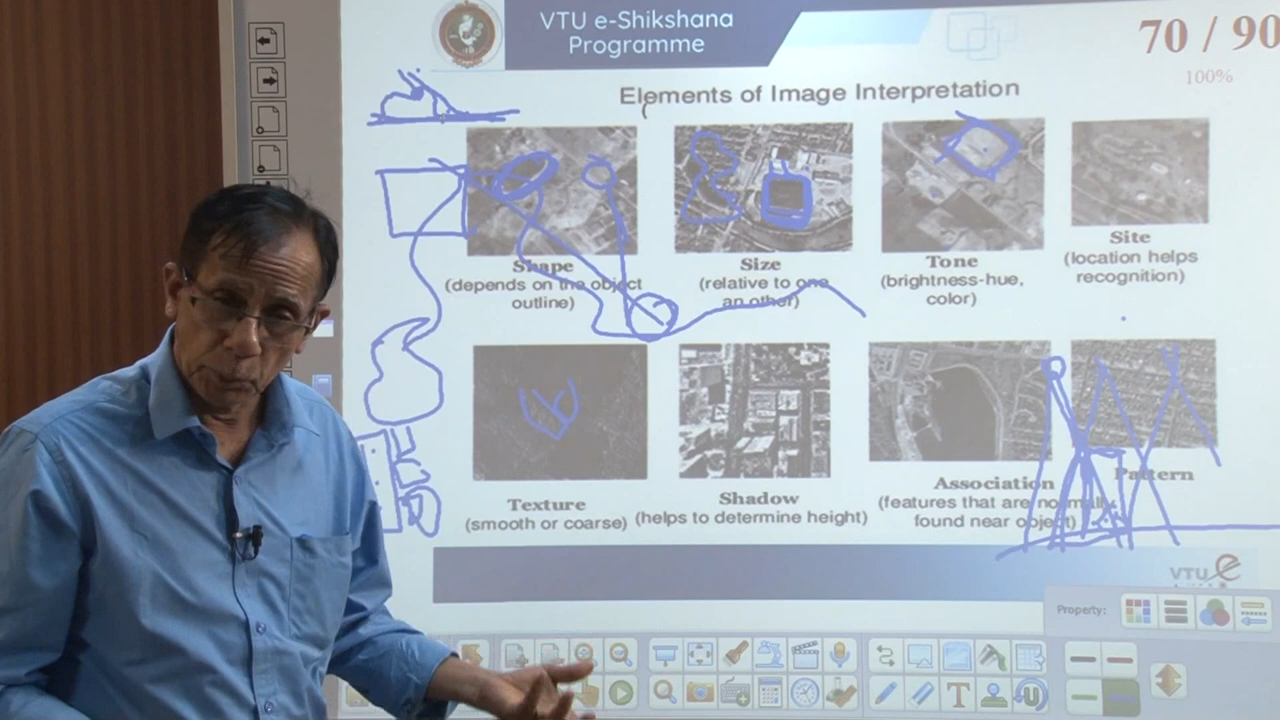 VTU e-Shikshana
Programme
70 / 90
100%
Elements of Image Interpretation
Shape
(depends on the object
outline)
Size
(relative to one
an other)
Tone
(brightness-hue,
color)
Site
(location helps
recognition)
Texture
(smooth or coarse)
Shadow
(helps to determine height)
Association
(features that are normally
found near object)
Pattern
VTU e
Property:
T